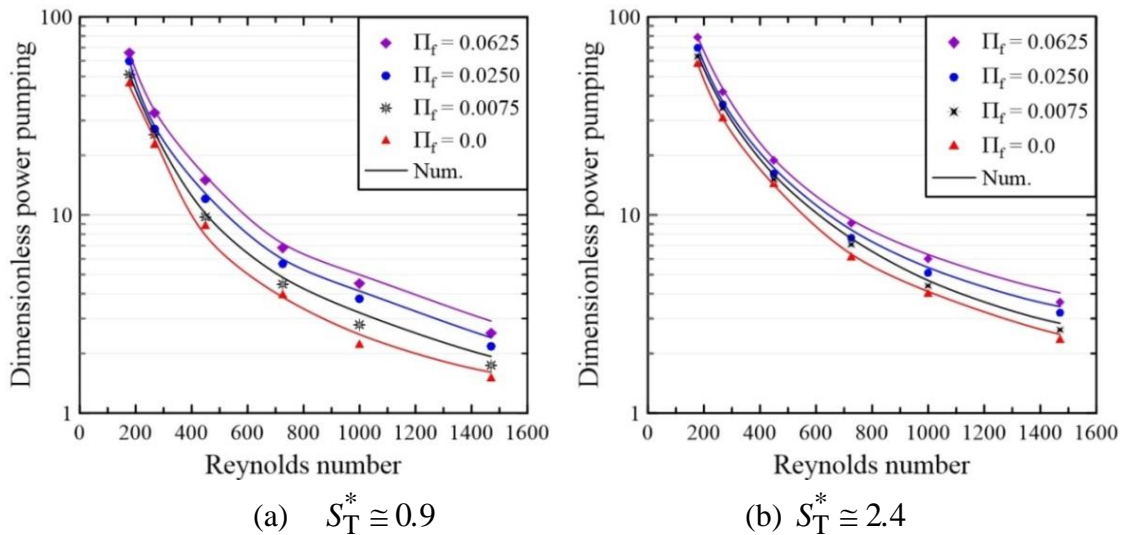 100
10
1
Dimensionless power pumping
Π_f = 0.0625
Π_f = 0.0250
Π_f = 0.0075
Π_f = 0.0
Num.
0 200 400 600 800 1000 1200 1400 1600
Reynolds number
(a) S*_T ≅ 0.9
100
10
1
Dimensionless power pumping
Π_f = 0.0625
Π_f = 0.0250
Π_f = 0.0075
Π_f = 0.0
Num.
0 200 400 600 800 1000 1200 1400 1600
Reynolds number
(b) S*_T ≅ 2.4